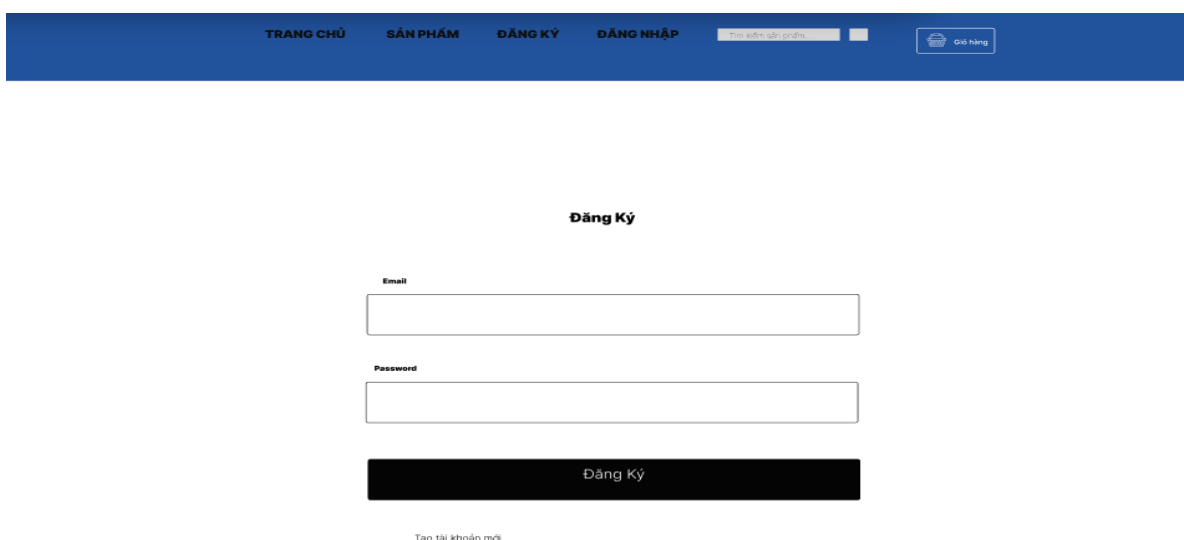 TRANG CHỦ SẢN PHẨM ĐĂNG KÝ ĐĂNG NHẬP Tìm kiếm sản phẩm.... Giỏ hàng
Đăng Ký
Email
Password
Đăng Ký
Tạo tài khoản mới